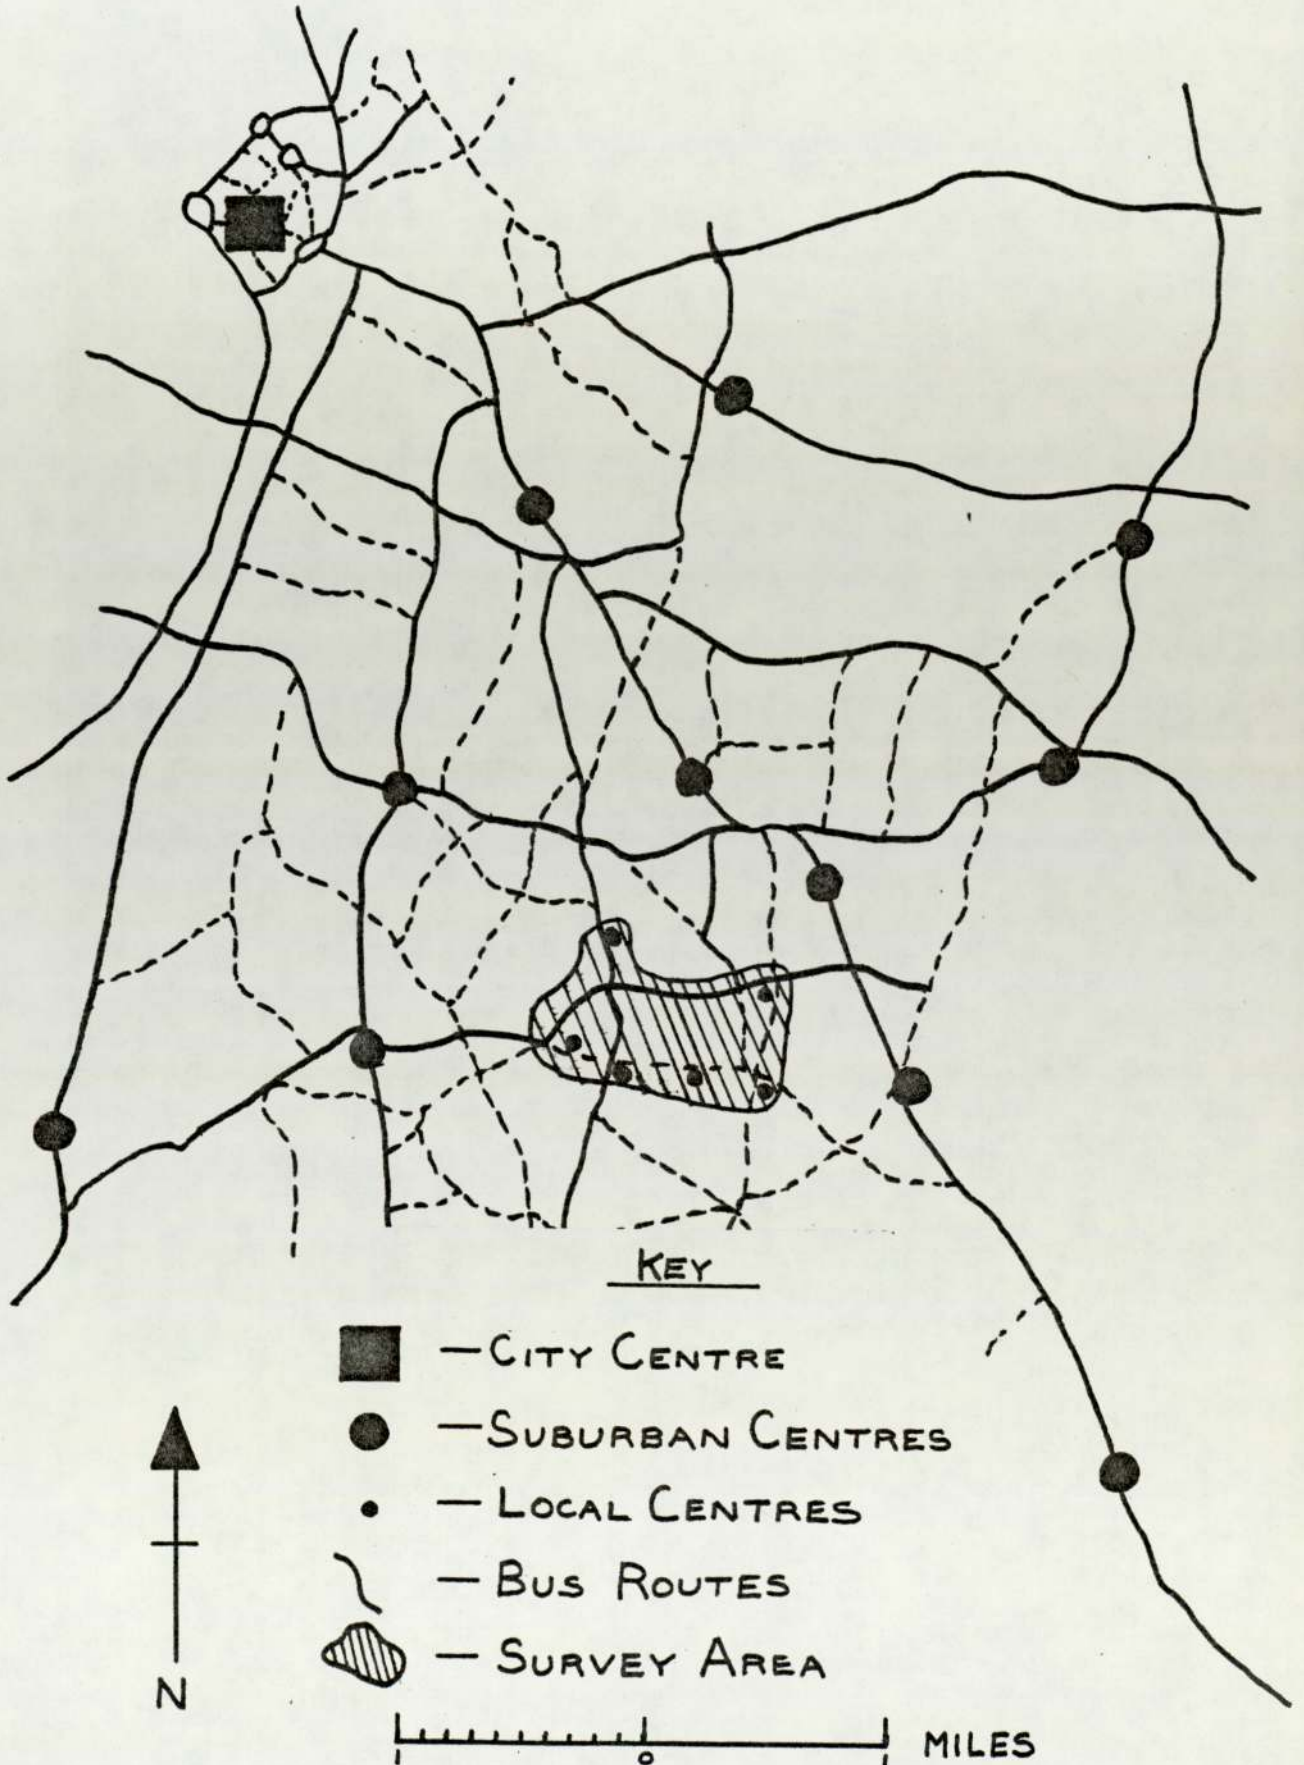 KEY
— CITY CENTRE
— SUBURBAN CENTRES
— LOCAL CENTRES
— BUS ROUTES
— SURVEY AREA
N
MILES
0